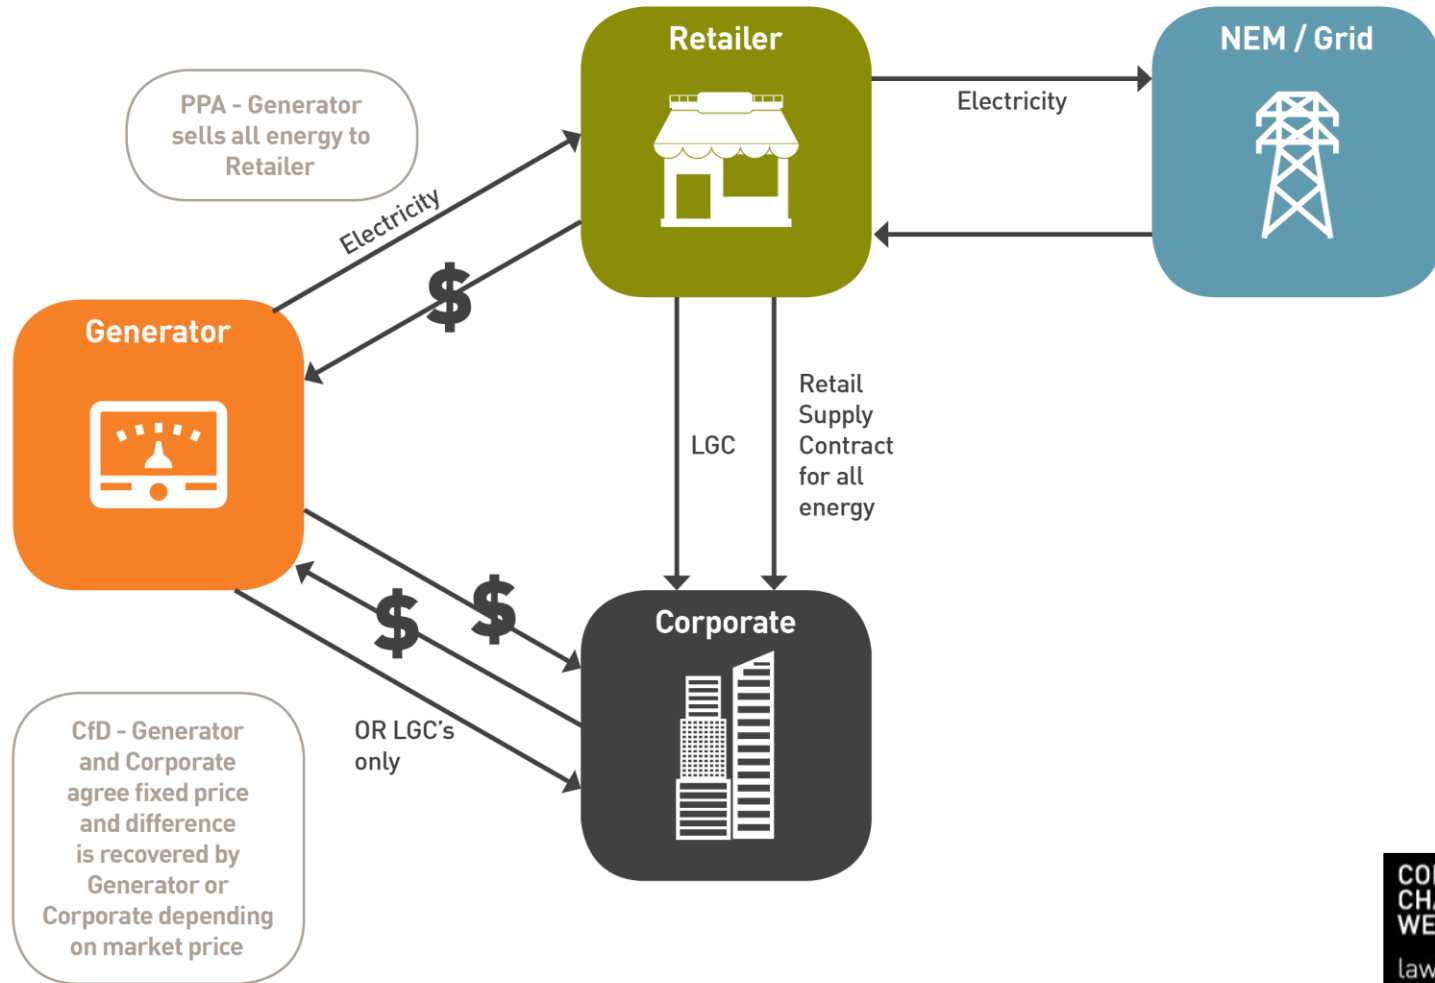 Retailer
NEM / Grid
PPA - Generator
sells all energy to
Retailer
Electricity
Electricity
$
Generator
LGC
Retail
Supply
Contract
for all
energy
$
$
Corporate
OR LGC's
only
CfD - Generator
and Corporate
agree fixed price
and difference
is recovered by
Generator or
Corporate depending
on market price
law